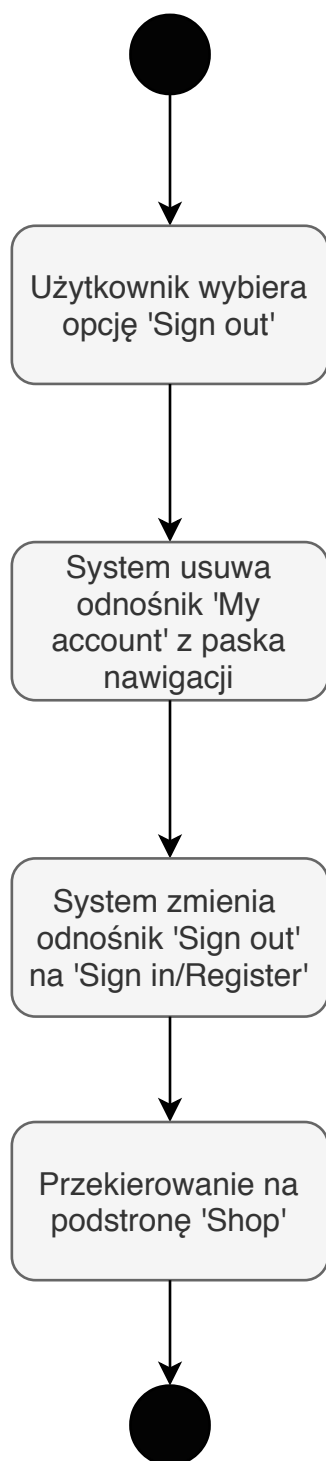 Użytkownik wybiera
opcję 'Sign out'
System usuwa
odnośnik 'My
account' z paska
nawigacji
System zmienia
odnośnik 'Sign out'
na 'Sign in/Register'
Przekierowanie na
podstronę 'Shop'